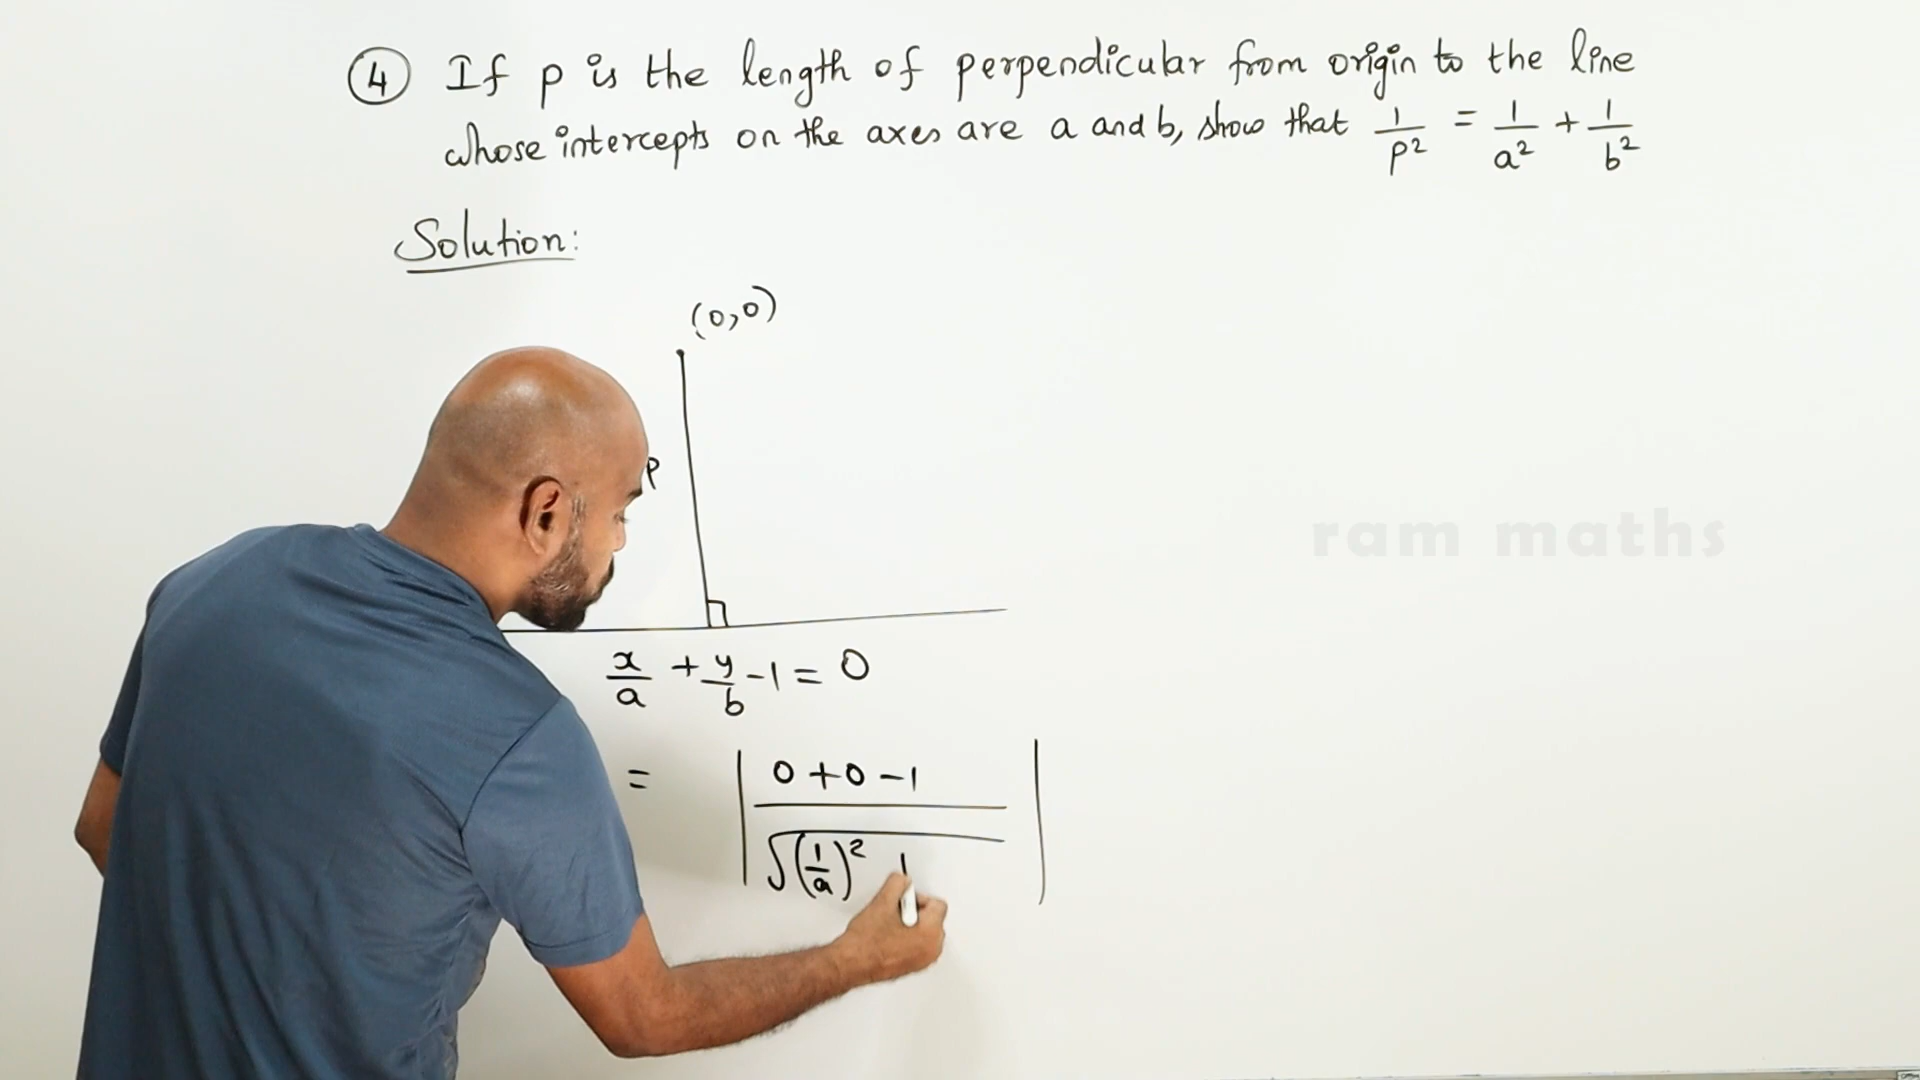 ④ If p is the length of perpendicular from origin to the line
whose intercepts on the axes are a and b, show that 1/p² = 1/a² + 1/b²
Solution:
(0,0)
P
ram maths
x/a + y/b - 1 = 0
= | 0 + 0 - 1 / √(1/a)² 1 |